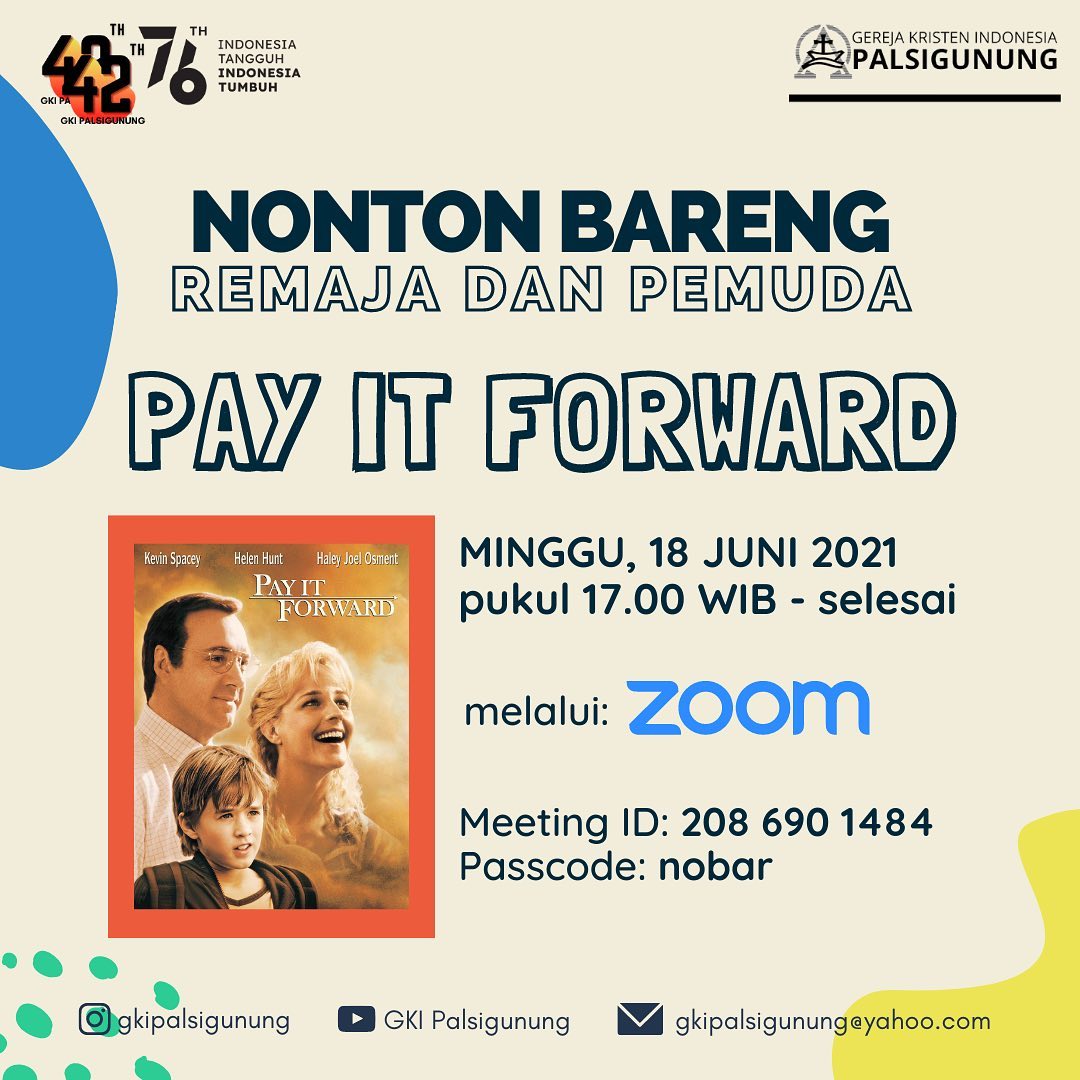 42TH
GKI PALSIGUNUNG
76TH
INDONESIA
TANGGUH
INDONESIA
TUMBUH
GEREJA KRISTEN INDONESIA
PALSIGUNUNG
NONTON BARENG
REMAJA DAN PEMUDA
PAY IT FORWARD
Kevin Spacey Helen Hunt Haley Joel Osment
PAY IT
FORWARD
MINGGU, 18 JUNI 2021
pukul 17.00 WIB - selesai
melalui: zoom
Meeting ID: 208 690 1484
Passcode: nobar
gkipalsigunung GKI Palsigunung gkipalsigunung@yahoo.com